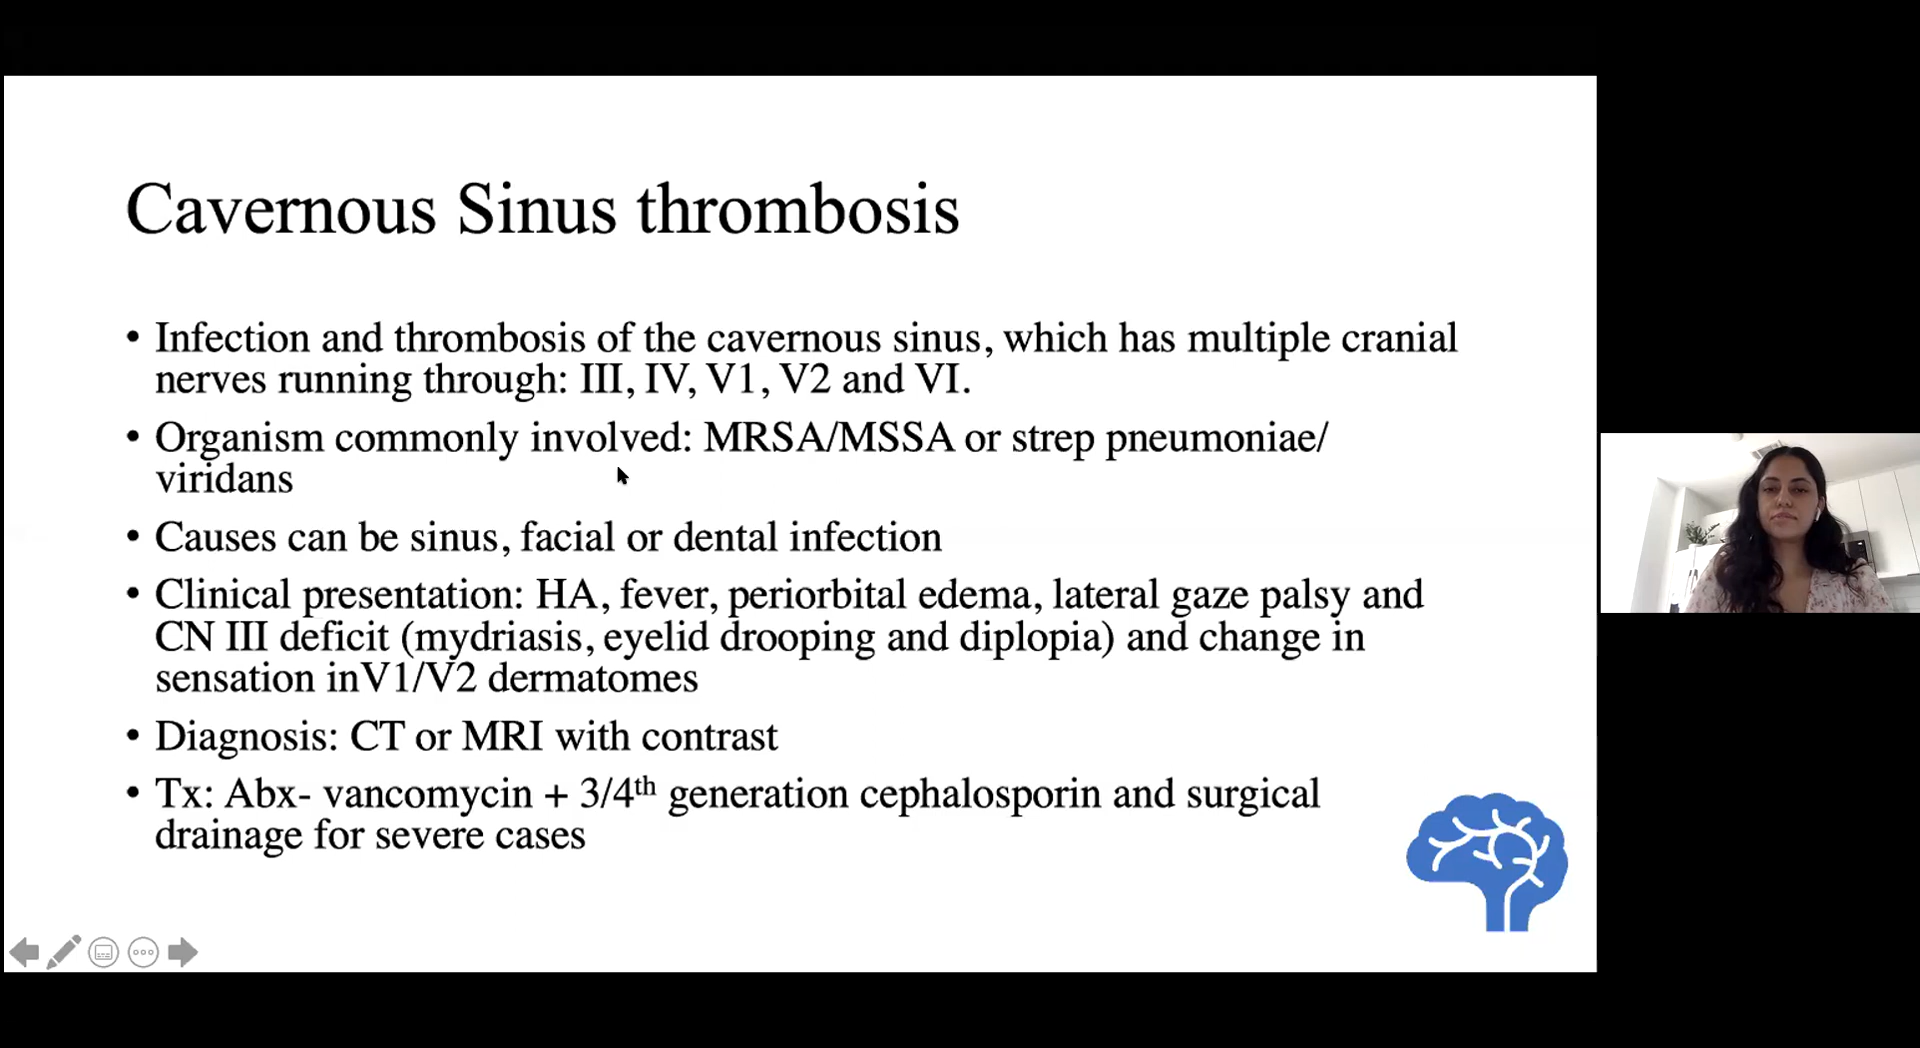 Cavernous Sinus thrombosis
• Infection and thrombosis of the cavernous sinus, which has multiple cranial
nerves running through: III, IV, V1, V2 and VI.
• Organism commonly involved: MRSA/MSSA or strep pneumoniae/
viridans
• Causes can be sinus, facial or dental infection
• Clinical presentation: HA, fever, periorbital edema, lateral gaze palsy and
CN III deficit (mydriasis, eyelid drooping and diplopia) and change in
sensation inV1/V2 dermatomes
• Diagnosis: CT or MRI with contrast
• Tx: Abx- vancomycin + 3/4th generation cephalosporin and surgical
drainage for severe cases